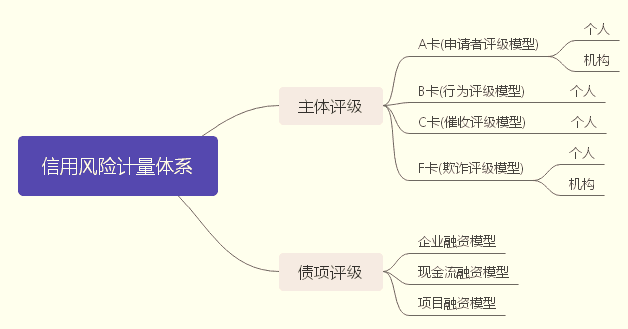 信用风险计量体系
主体评级
A卡(申请者评级模型)
个人
机构
B卡(行为评级模型)
个人
C卡(催收评级模型)
个人
F卡(欺诈评级模型)
个人
机构
债项评级
企业融资模型
现金流融资模型
项目融资模型